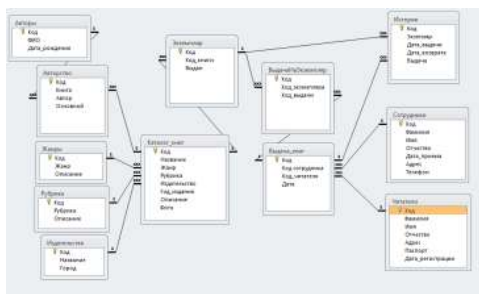 Авторы
Код
ФИО
Дата_рождения
Авторство
Код
Книга
Автор
Основной
Жанры
Код
Жанр
Описание
Рубрика
Код
Рубрика
Описание
Издательства
Код
Название
Город
Экземпляр
Код
Код_книги
Выдан
Каталог_книг
Код
Название
Жанр
Рубрика
Издательство
Год_издания
Описание
Фото
ВыдачаЭкземпляр
Код
Код_экземпляра
Код_выдачи
Выдача_книг
Код
Код_сотрудника
Код_читателя
Дата
История
Код
Экземпляр
Дата_выдачи
Дата_возврата
Выдача
Сотрудники
Код
Фамилия
Имя
Отчество
Дата_приема
Адрес
Телефон
Читатели
Код
Фамилия
Имя
Отчество
Адрес
Паспорт
Дата_регистрации